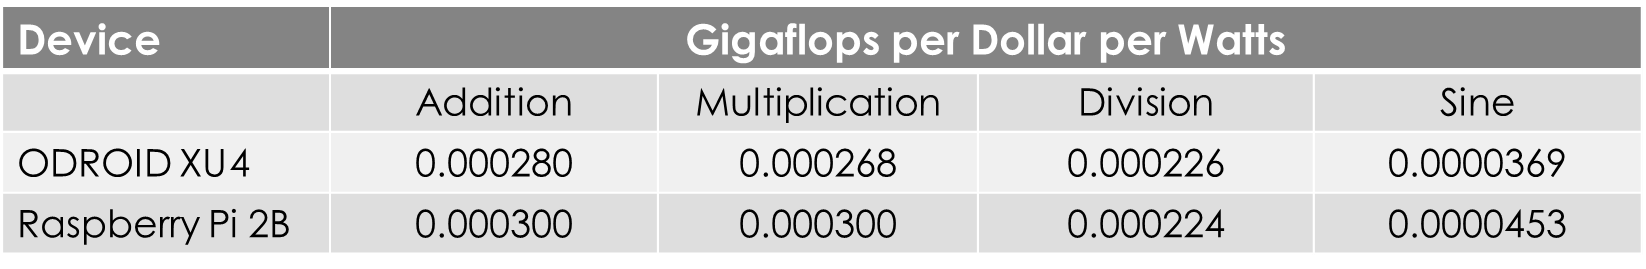 Device Gigaflops per Dollar per Watts
Addition Multiplication Division Sine
ODROID XU4 0.000280 0.000268 0.000226 0.0000369
Raspberry Pi 2B 0.000300 0.000300 0.000224 0.0000453